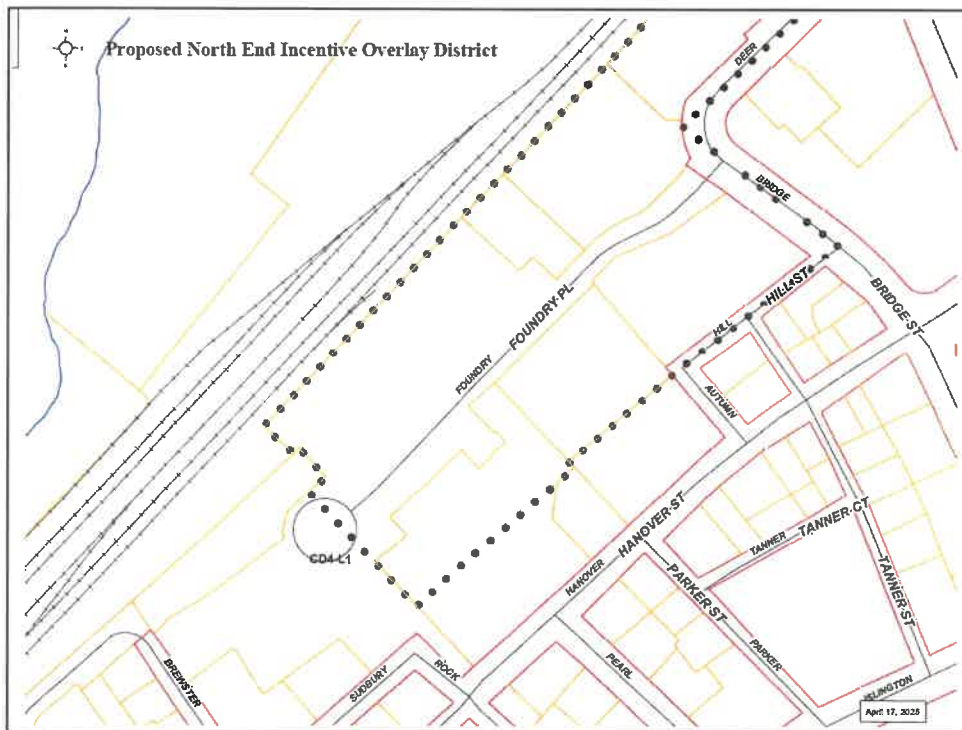 Proposed North End Incentive Overlay District
DEER
BRIDGE
BRIDGE ST
HILL ST
HILL
FOUNDRY PL
FOUNDRY
AUTUMN
HANOVER ST
HANOVER
TANNER CT
TANNER
TANNER ST
PARKER ST
PARKER
PEARL
ROCK
SUDBURY
BREWSTER
ISLINGTON
CD4-L1
April 17, 2025